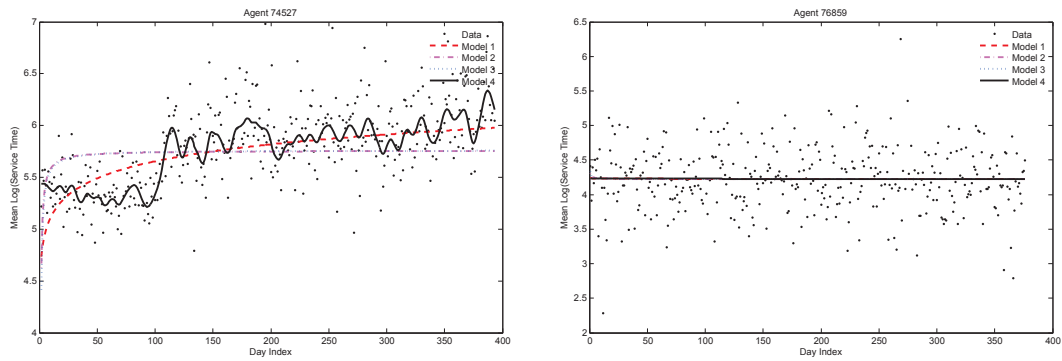 Agent 74527
Mean Log(Service Time)
7
6.5
6
5.5
5
4.5
4
0
50
100
150
200
250
300
350
400
Day Index
Data
Model 1
Model 2
Model 3
Model 4
Agent 76859
Mean Log(Service Time)
6.5
6
5.5
5
4.5
4
3.5
3
2.5
2
0
50
100
150
200
250
300
350
400
Day Index
Data
Model 1
Model 2
Model 3
Model 4